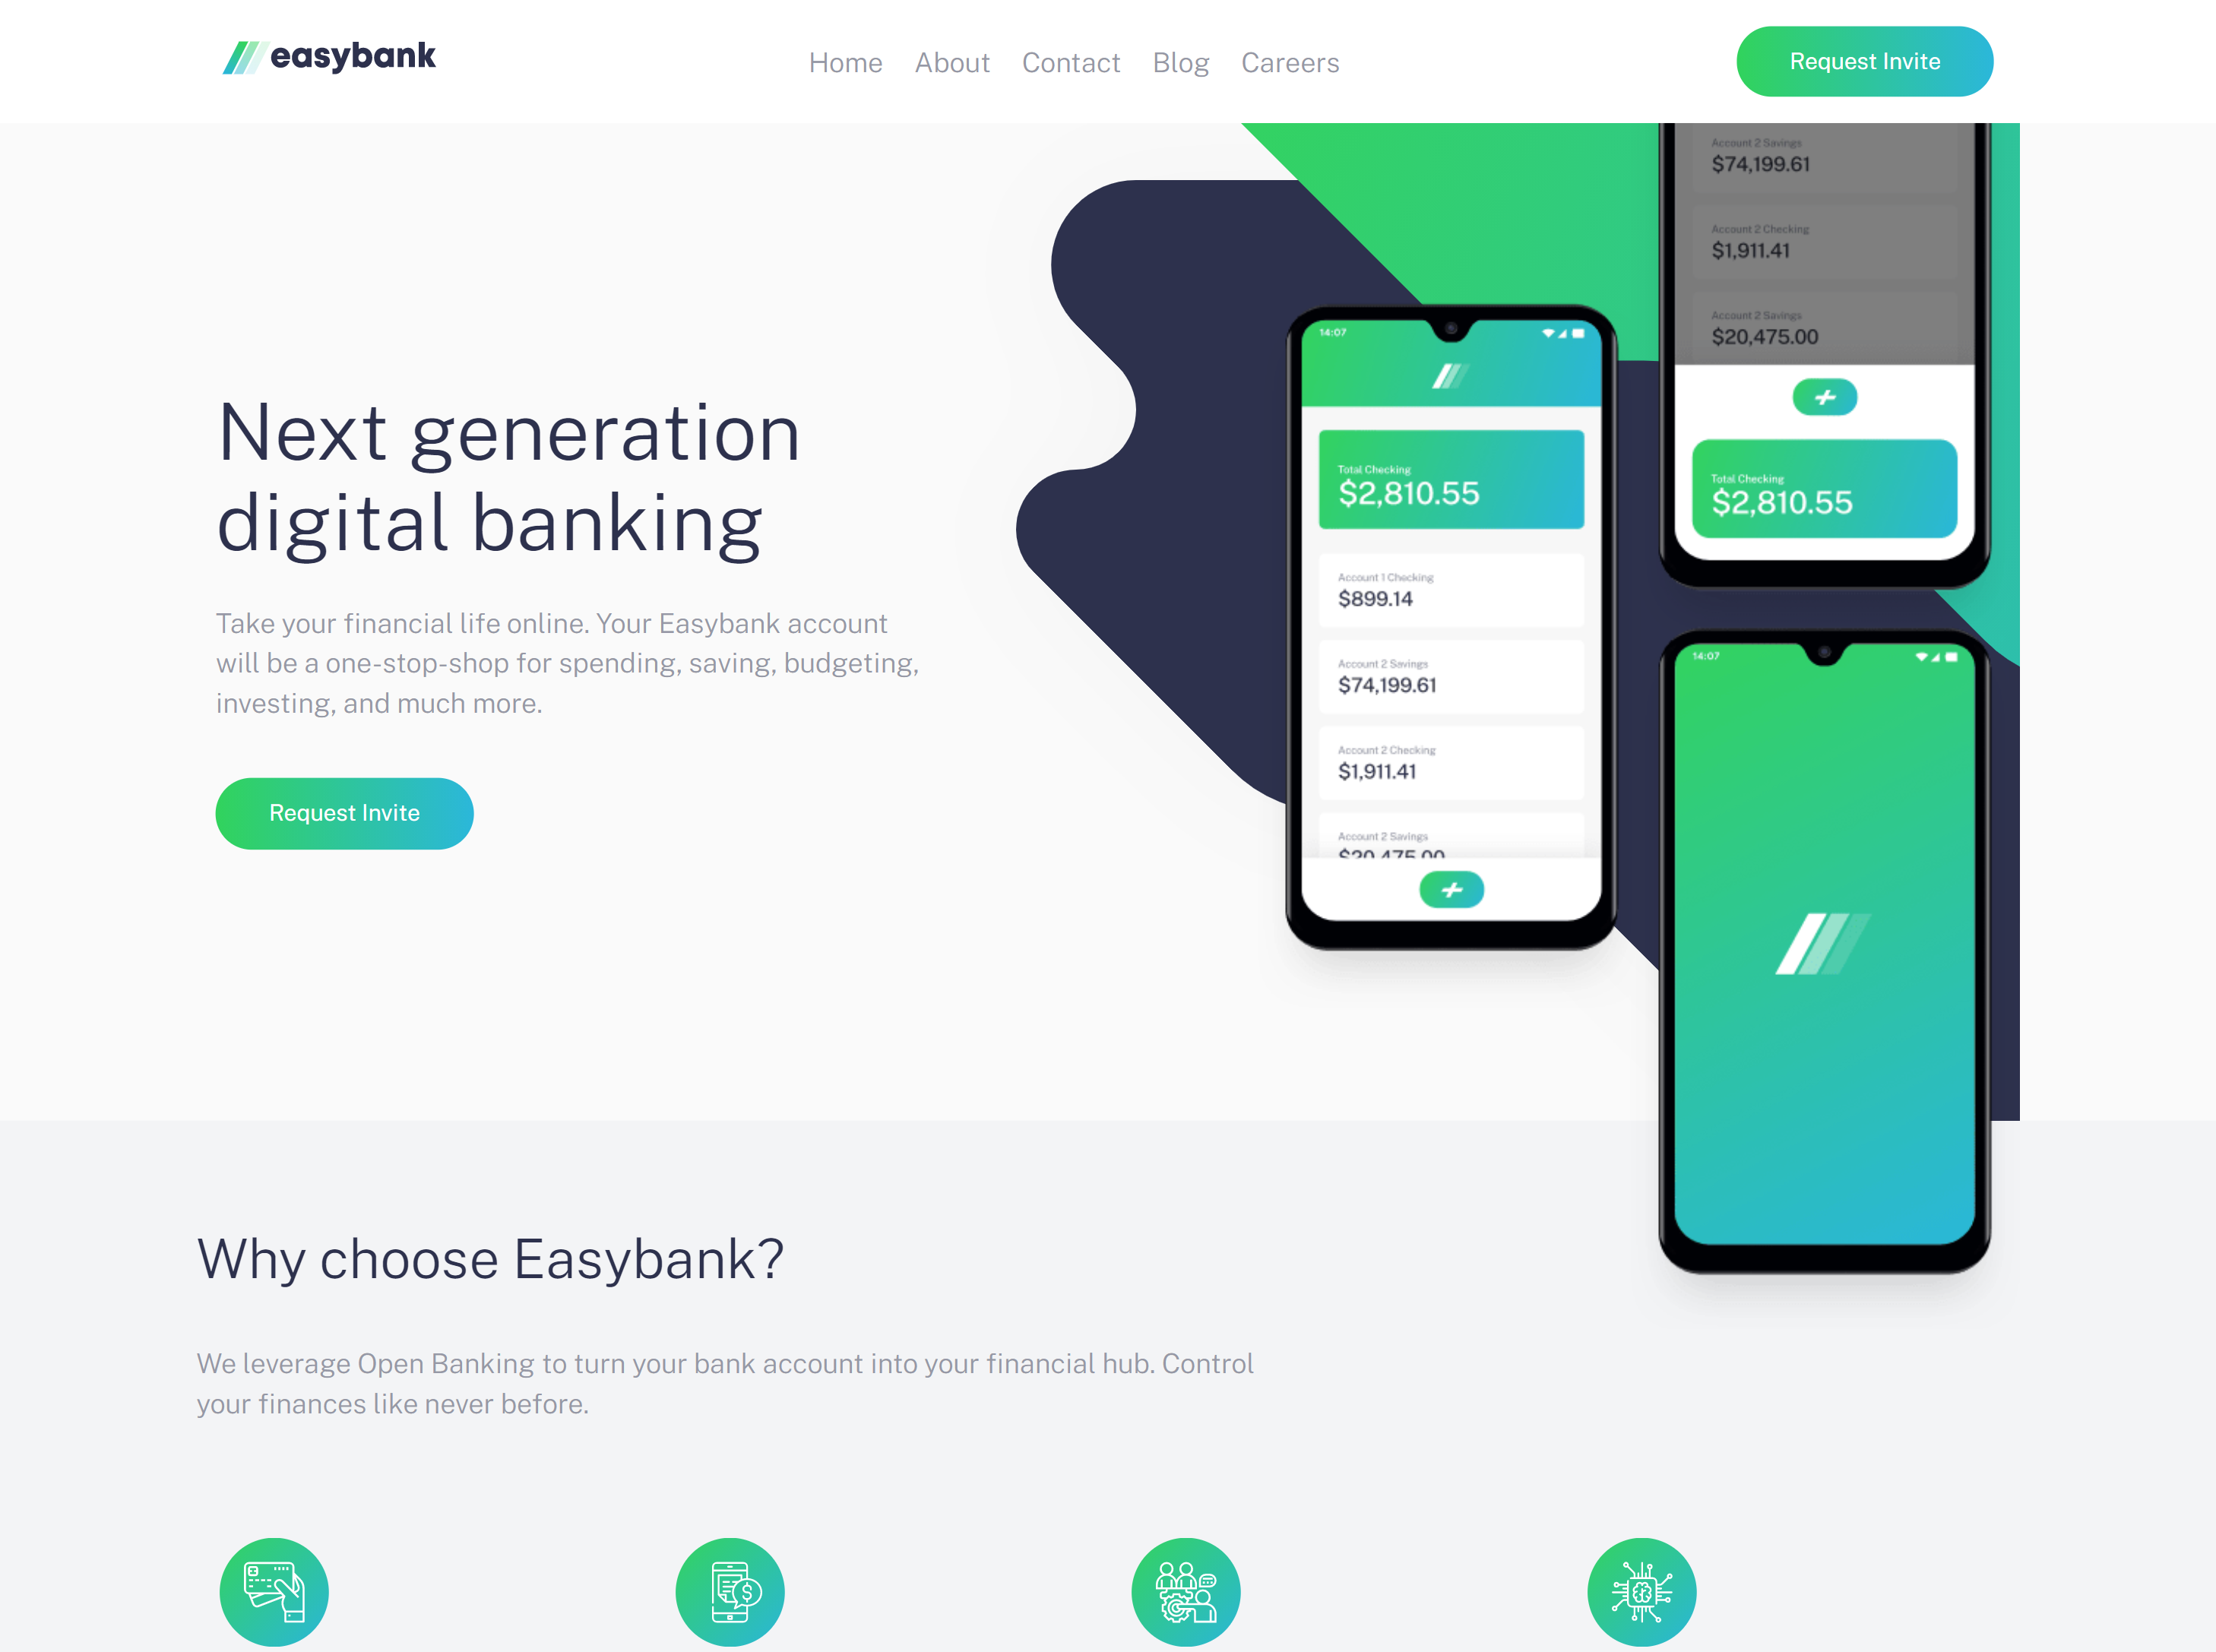 easybank
Home About Contact Blog Careers
Request Invite
Next generation
digital banking
Take your financial life online. Your Easybank account
will be a one-stop-shop for spending, saving, budgeting,
investing, and much more.
Request Invite
14:07
Total Checking
$2,810.55
Account 1 Checking
$899.14
Account 2 Savings
$74,199.61
Account 2 Checking
$1,911.41
Account 2 Savings
$20,475.00
Account 2 Savings
$74,199.61
Account 2 Checking
$1,911.41
Account 2 Savings
$20,475.00
Total Checking
$2,810.55
14:07
Why choose Easybank?
We leverage Open Banking to turn your bank account into your financial hub. Control
your finances like never before.